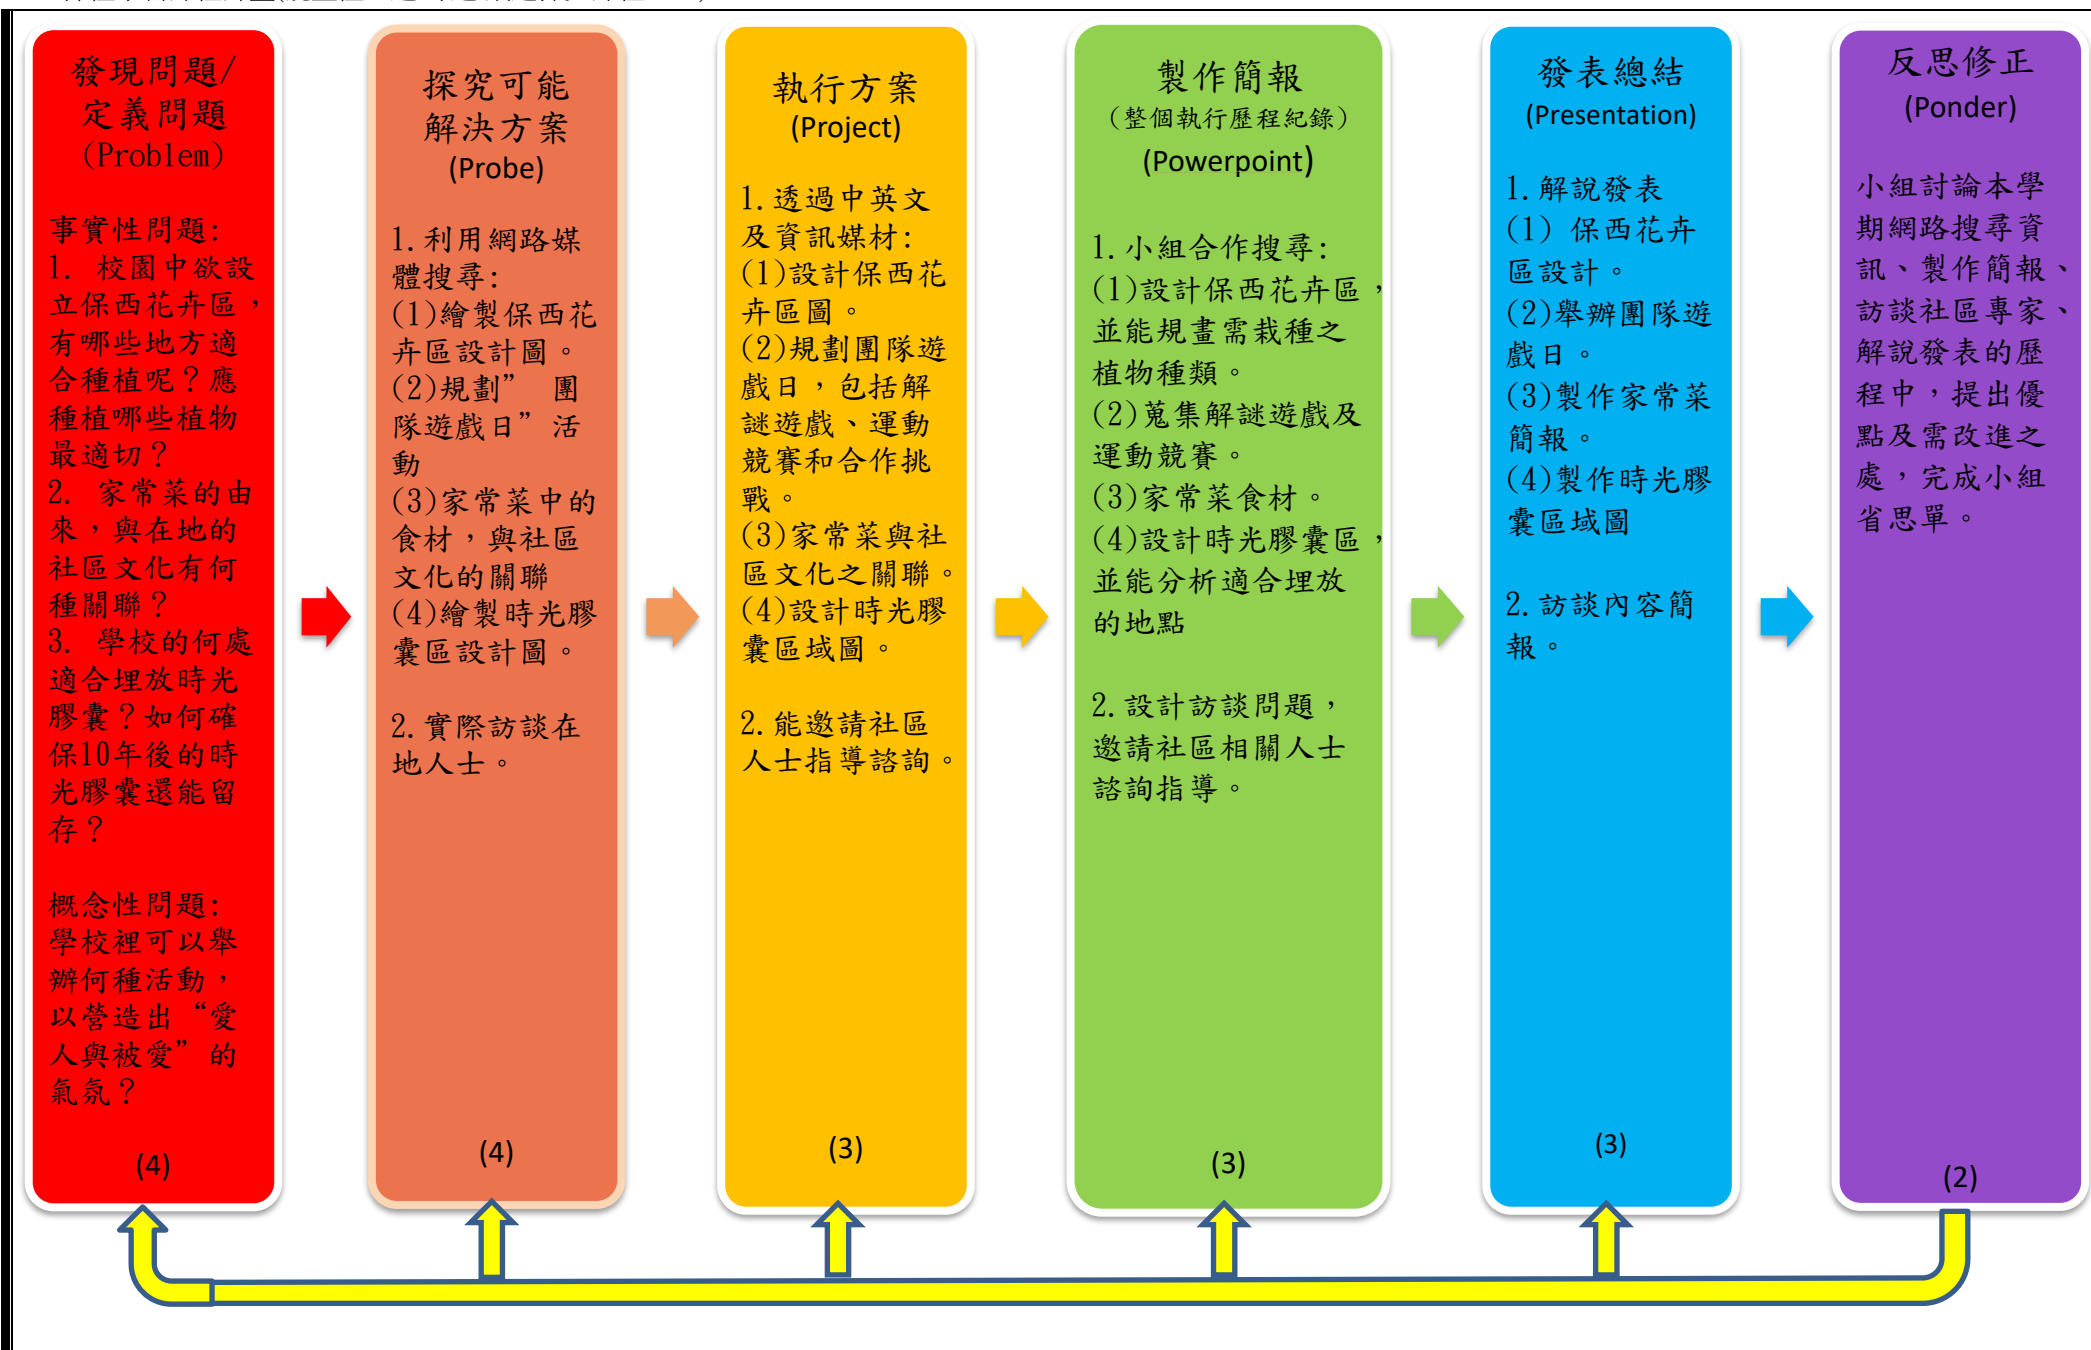 發現問題/
定義問題
(Problem)
事實性問題:
1. 校園中欲設
立保西花卉區，
有哪些地方適
合種植呢？應
種植哪些植物
最適切？
2. 家常菜的由
來，與在地的
社區文化有何
種關聯？
3. 學校的何處
適合埋放時光
膠囊？如何確
保10年後的時
光膠囊還能留
存？
概念性問題:
學校裡可以舉
辦何種活動，
以營造出“愛
人與被愛”的
氣氛？
(4)
探究可能
解決方案
(Probe)
1.利用網路媒
體搜尋:
(1)繪製保西花
卉區設計圖。
(2)規劃” 團
隊遊戲日”活
動
(3)家常菜中的
食材，與社區
文化的關聯
(4)繪製時光膠
囊區設計圖。
2.實際訪談在
地人士。
(4)
執行方案
(Project)
1.透過中英文
及資訊媒材:
(1)設計保西花
卉區圖。
(2)規劃團隊遊
戲日，包括解
謎遊戲、運動
競賽和合作挑
戰。
(3)家常菜與社
區文化之關聯。
(4)設計時光膠
囊區域圖。
2.能邀請社區
人士指導諮詢。
(3)
製作簡報
（整個執行歷程紀錄）
(Powerpoint)
1.小組合作搜尋:
(1)設計保西花卉區，
並能規畫需栽種之
植物種類。
(2)蒐集解謎遊戲及
運動競賽。
(3)家常菜食材。
(4)設計時光膠囊區，
並能分析適合埋放
的地點
2.設計訪談問題，
邀請社區相關人士
諮詢指導。
(3)
發表總結
(Presentation)
1.解說發表
(1) 保西花卉
區設計。
(2)舉辦團隊遊
戲日。
(3)製作家常菜
簡報。
(4)製作時光膠
囊區域圖
2.訪談內容簡
報。
(3)
反思修正
(Ponder)
小組討論本學
期網路搜尋資
訊、製作簡報、
訪談社區專家、
解說發表的歷
程中，提出優
點及需改進之
處，完成小組
省思單。
(2)